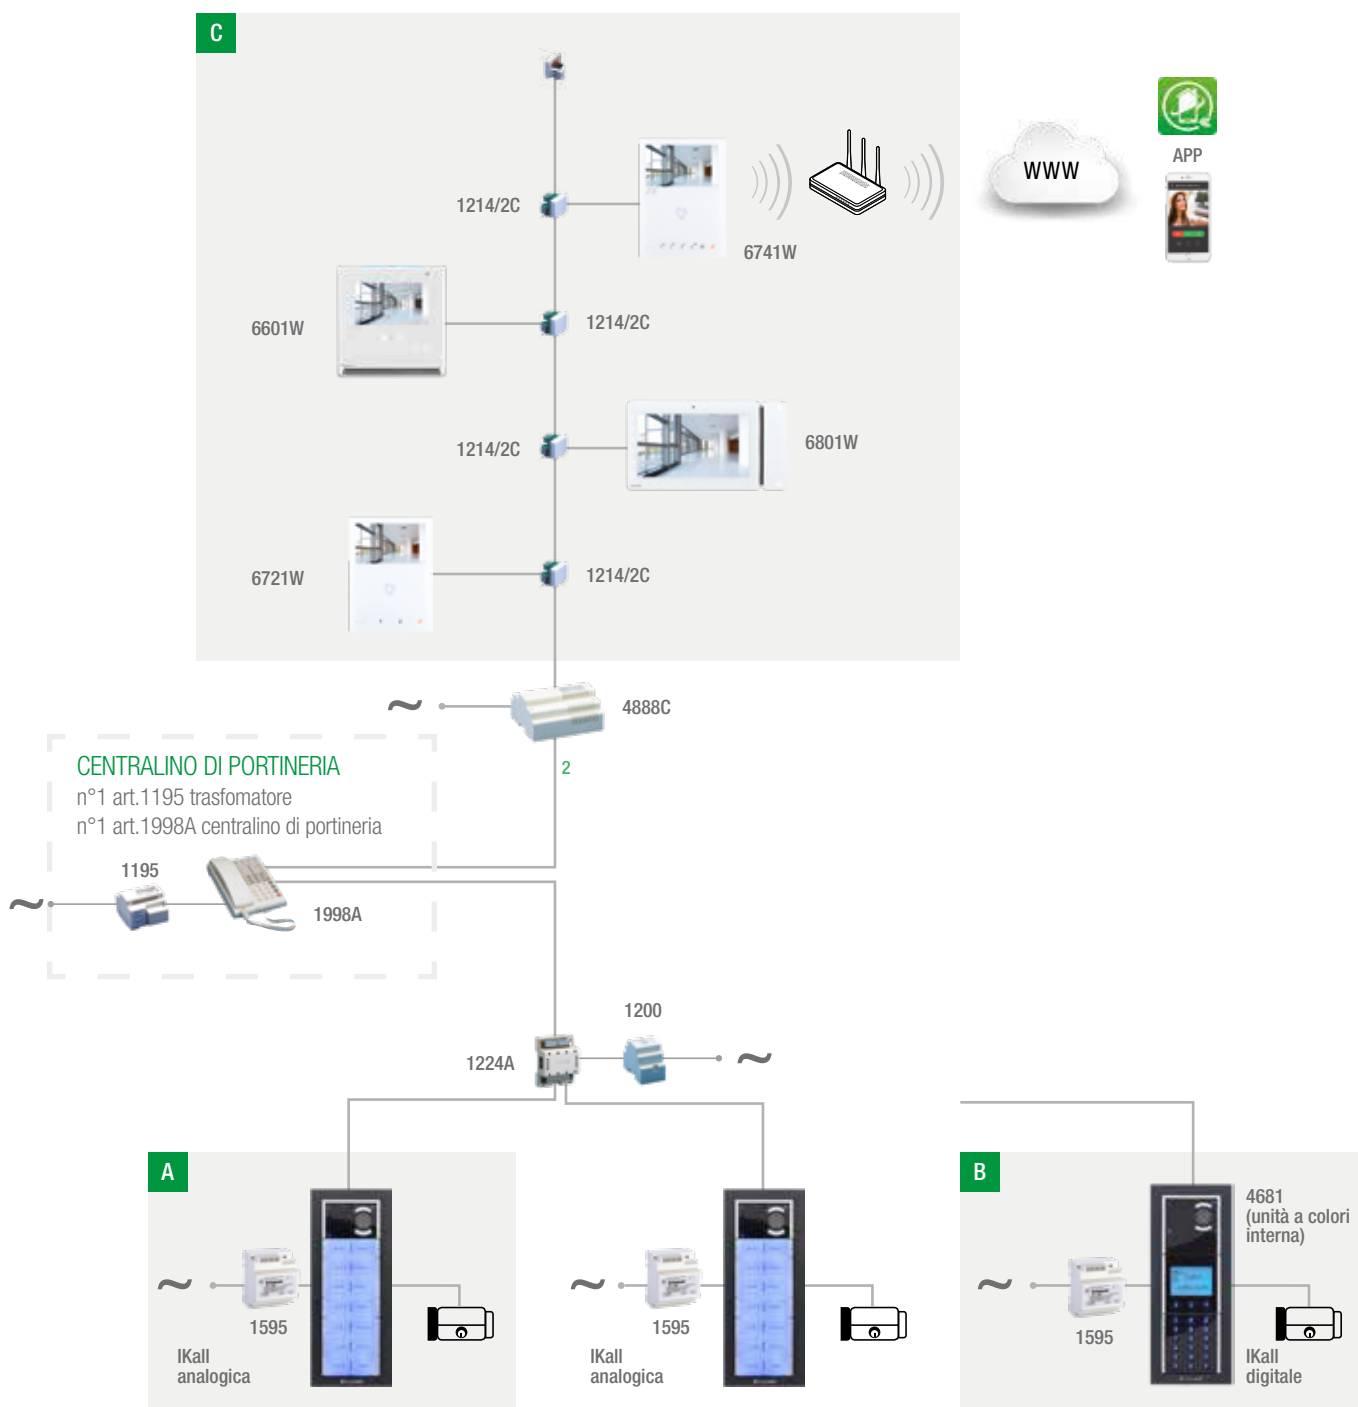 C
APP
WWW
1214/2C
6741W
6601W
1214/2C
1214/2C
6801W
6721W
1214/2C
4888C
2
CENTRALINO DI PORTINERIA
n°1 art.1195 trasfomatore
n°1 art.1998A centralino di portineria
1195
1998A
1200
1224A
A
B
4681
(unità a colori
interna)
1595
IKall
analogica
1595
IKall
analogica
1595
IKall
digitale